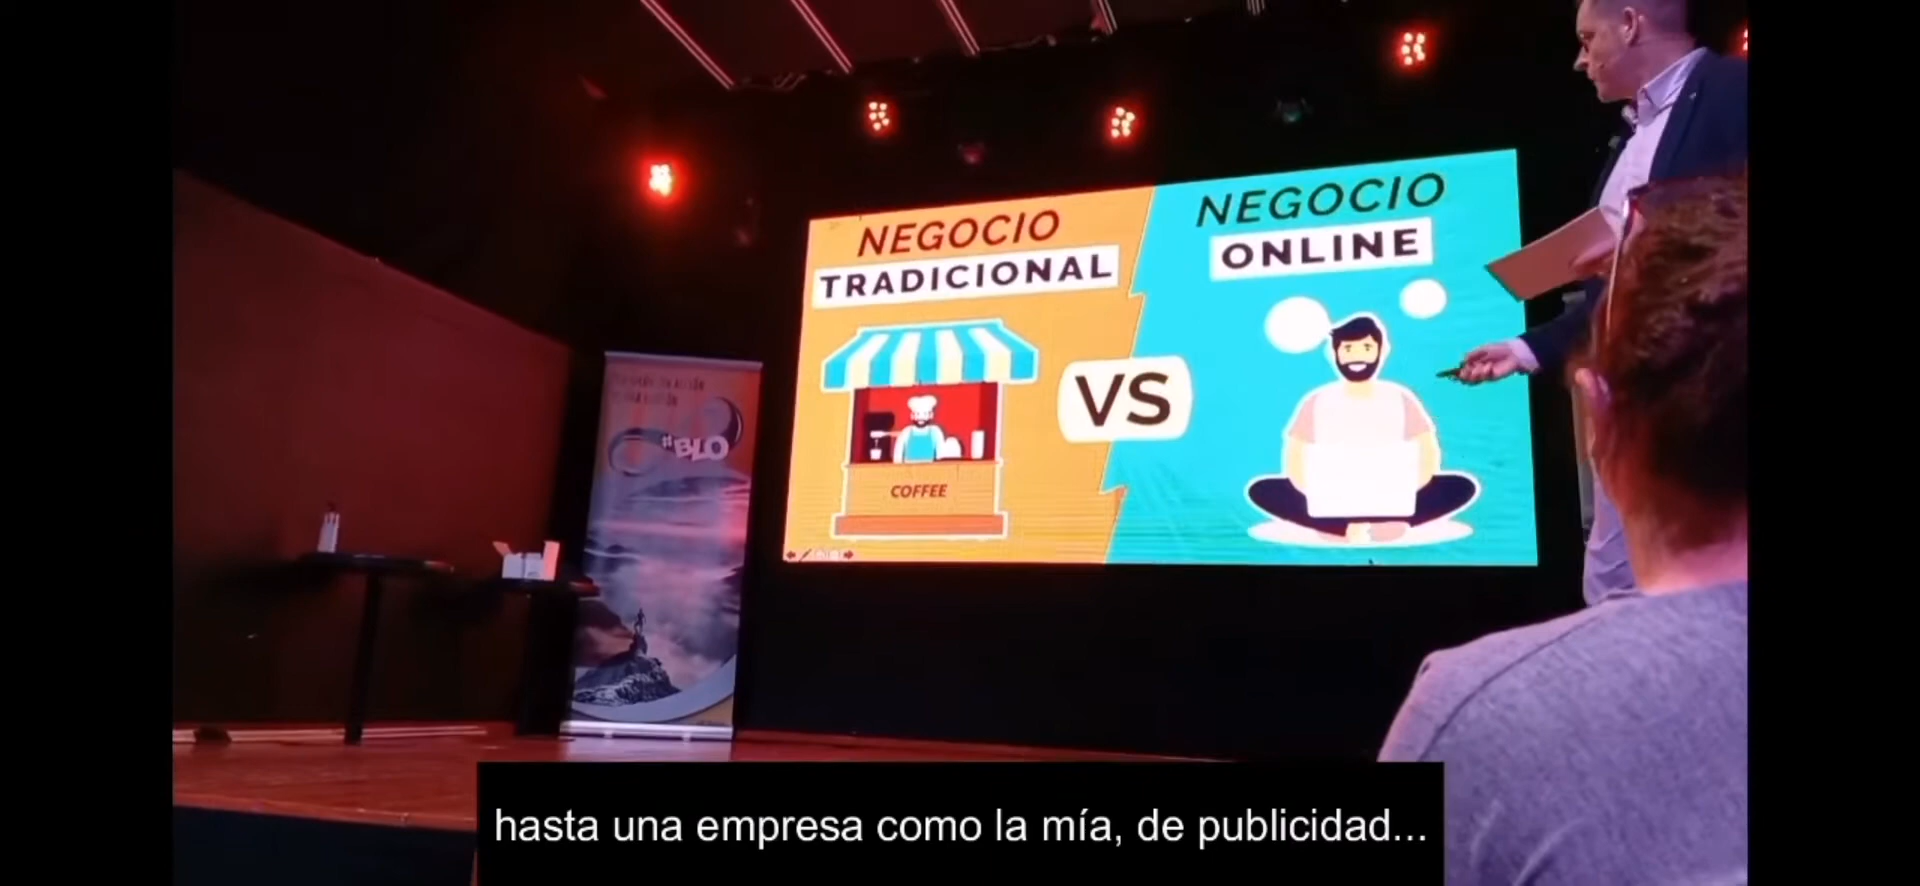 NEGOCIO
TRADICIONAL
NEGOCIO
ONLINE
VS
COFFEE
#BLO
hasta una empresa como la mía, de publicidad...